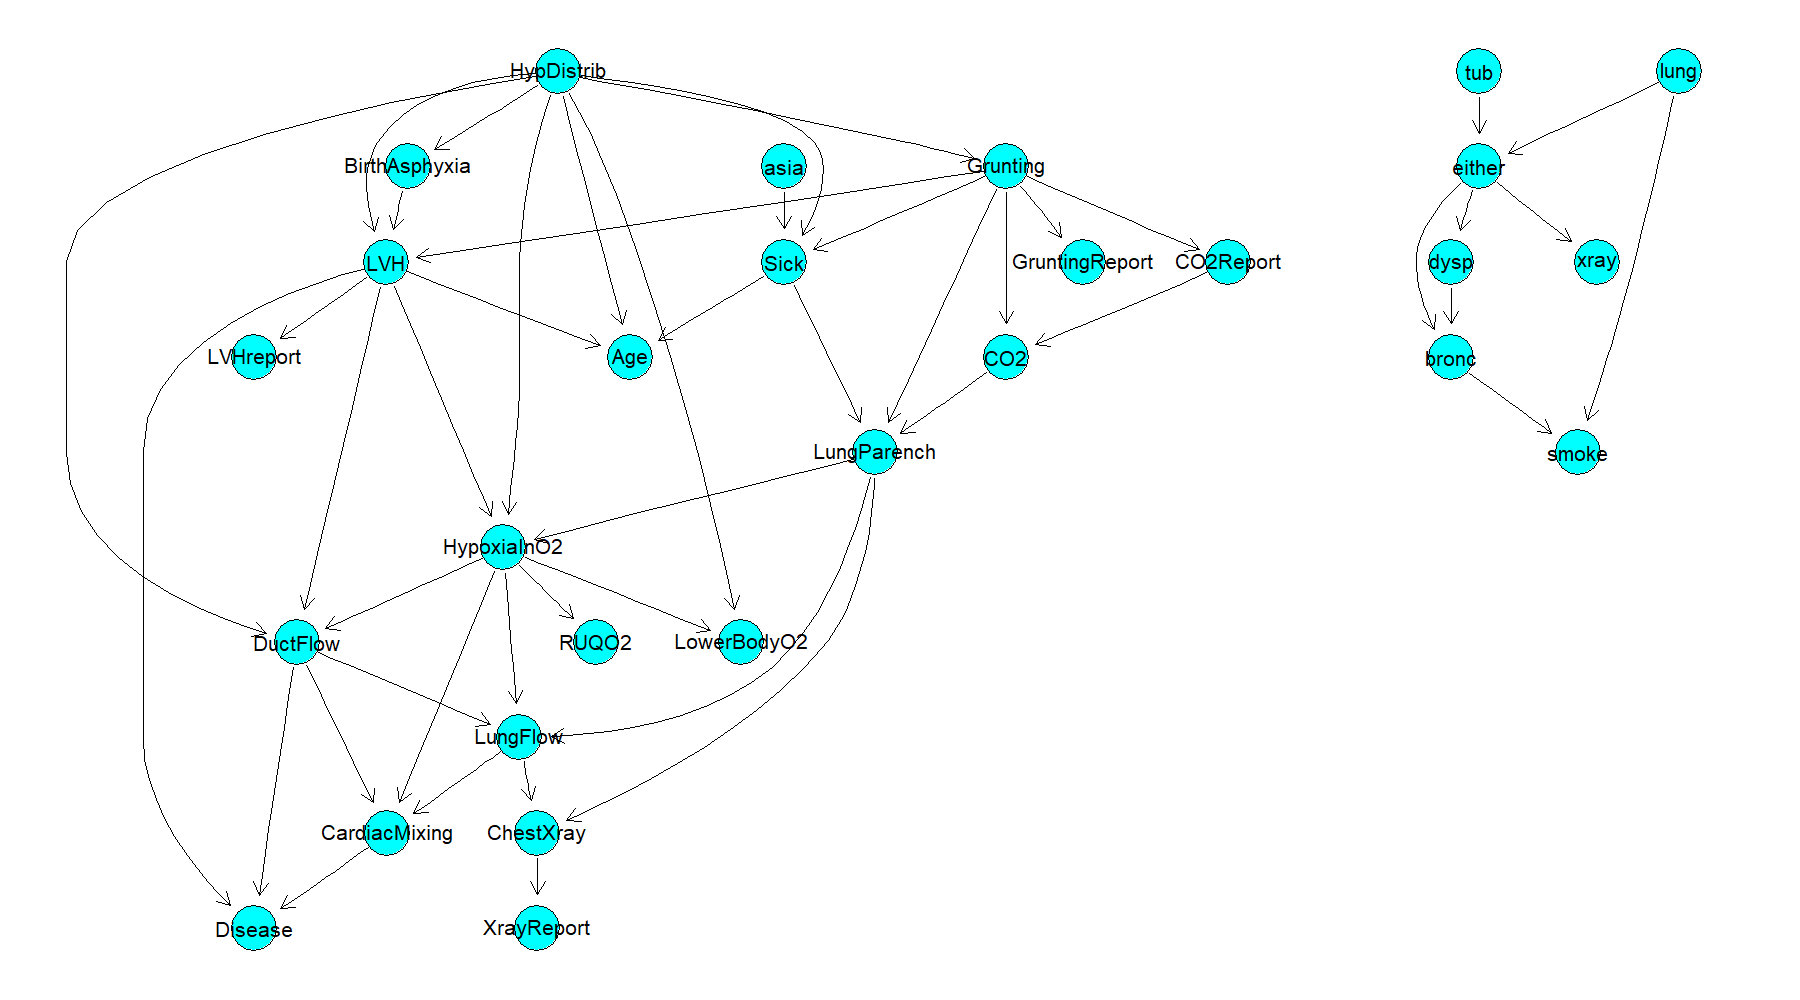 HypDistrib
tub
lung
BirthAsphyxia
asia
Grunting
either
LVH
Sick
GruntingReport
CO2Report
dysp
xray
LVHreport
Age
CO2
bronc
LungParench
smoke
HypoxiaInO2
DuctFlow
RUQO2
LowerBodyO2
LungFlow
CardiacMixing
ChestXray
Disease
XrayReport